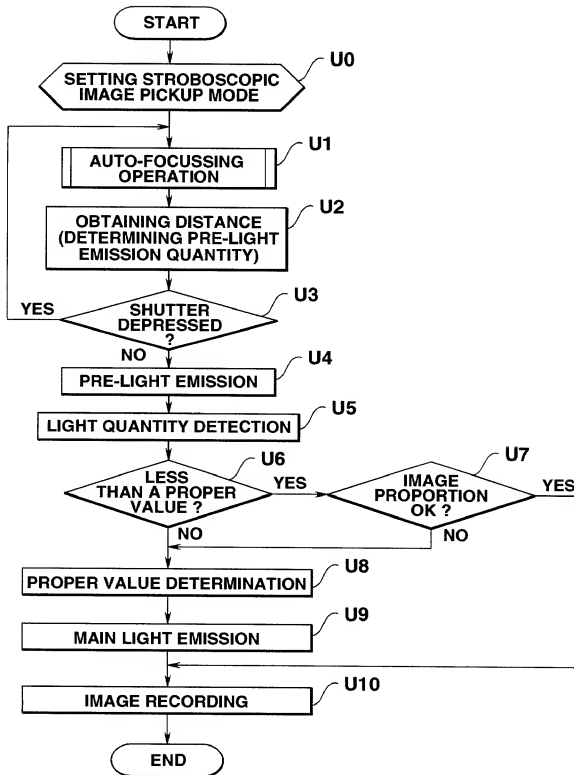 START
U0
SETTING STROBOSCOPIC
IMAGE PICKUP MODE
U1
AUTO-FOCUSSING
OPERATION
U2
OBTAINING DISTANCE
(DETERMINING PRE-LIGHT
EMISSION QUANTITY)
U3
YES
SHUTTER
DEPRESSED
?
NO
U4
PRE-LIGHT EMISSION
U5
LIGHT QUANTITY DETECTION
U6
LESS
THAN A PROPER
VALUE ?
YES
NO
U7
IMAGE
PROPORTION
OK ?
YES
NO
U8
PROPER VALUE DETERMINATION
U9
MAIN LIGHT EMISSION
U10
IMAGE RECORDING
END